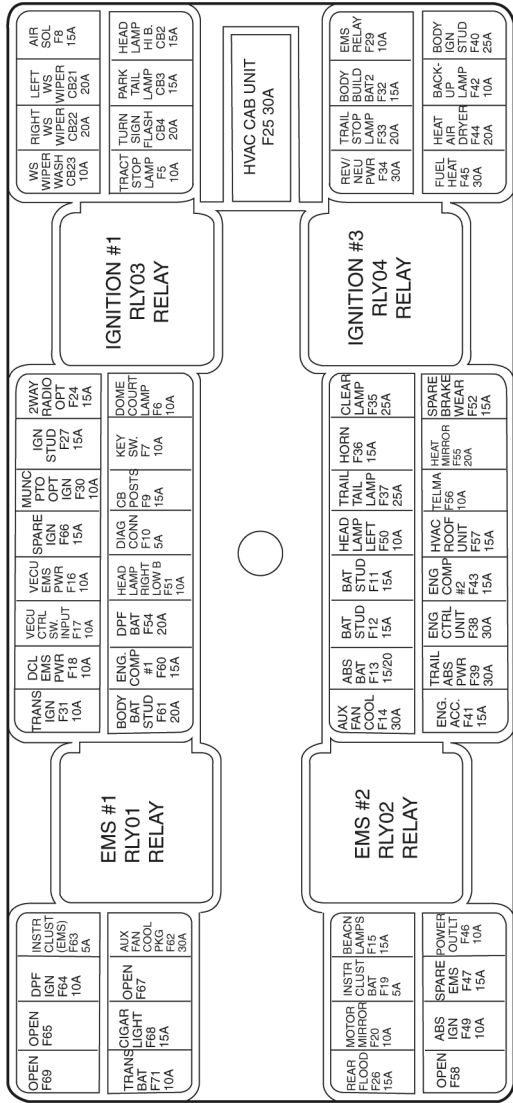 AIR
SOL
F8
15A
LEFT
WS
WIPER
CB21
20A
RIGHT
WS
WIPER
CB22
20A
WS
WIPER
WASH
CB23
10A
HEAD
LAMP
HI B.
CB2
15A
PARK
TAIL
LAMP
CB3
15A
TURN
SIGN
FLASH
CB4
20A
TRACT
STOP
LAMP
F5
10A
HVAC CAB UNIT
F25 30A
EMS
RELAY
F29
10A
BODY
BUILD
BAT2
F32
15A
TRAIL
STOP
LAMP
F33
20A
REV/
NEU
PWR
F34
30A
BODY
IGN
STUD
F40
25A
BACK-
UP
LAMP
F42
10A
HEAT
AIR
DRYER
F44
20A
FUEL
HEAT
F45
30A
IGNITION #1
RLY03
RELAY
IGNITION #3
RLY04
RELAY
2WAY
RADIO
OPT
F24
15A
IGN
STUD
F27
15A
MUNC
PTO
OPT
IGN
F30
10A
SPARE
IGN
F66
15A
VECU
EMS
PWR
F16
10A
VECU
CTRL
SW.
INPUT
F17
10A
DCL
EMS
PWR
F18
10A
TRANS
IGN
F31
10A
DOME
COURT
LAMP
F6
10A
KEY
SW.
F7
10A
CB
POSTS
F9
15A
DIAG
CONN
F10
5A
HEAD
LAMP
RIGHT
LOW B
F51
10A
DPF
BAT
F54
20A
ENG.
COMP
#1
F60
15A
BODY
BAT
STUD
F61
20A
CLEAR
LAMP
F35
25A
HORN
F36
15A
TRAIL
TAIL
LAMP
F37
25A
HEAD
LAMP
LEFT
F50
10A
BAT
STUD
F11
15A
BAT
STUD
F12
15A
ABS
BAT
F13
15/20
AUX
FAN
COOL
F14
30A
SPARE
BRAKE
WEAR
F52
15A
HEAT
MIRROR
F55
20A
TELMA
F56
10A
HVAC
ROOF
UNIT
F57
15A
ENG
COMP
#2
F43
15A
ENG
CTRL
UNIT
F38
30A
TRAIL
ABS
PWR
F39
30A
ENG.
ACC.
F41
15A
EMS #1
RLY01
RELAY
EMS #2
RLY02
RELAY
INSTR
CLUST
(EMS)
F63
5A
DPF
IGN
F64
10A
OPEN
F65
OPEN
F69
AUX
FAN
COOL
PKG
F62
30A
OPEN
F67
CIGAR
LIGHT
F68
15A
TRANS
BAT
F71
10A
BEACN
LAMPS
F15
15A
INSTR
CLUST
BAT
F19
5A
MOTOR
MIRROR
F20
10A
REAR
FLOOD
F26
15A
POWER
OUTLT
F46
10A
SPARE
EMS
F47
15A
ABS
IGN
F49
10A
OPEN
F58